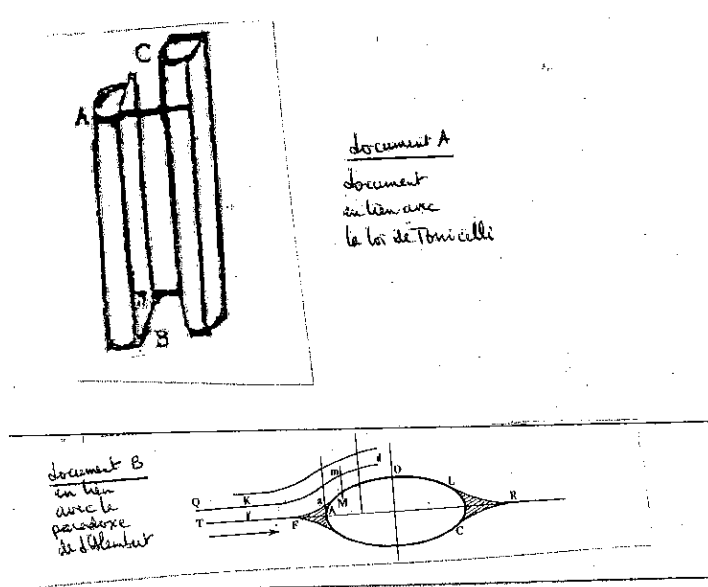 C
A
B
document A
document
en lien avec
la loi de Torricelli
document B
en lien
avec le
paradoxe
de d'Alembert
Q
K
T
F
a
m
d
M
A
O
L
R
C